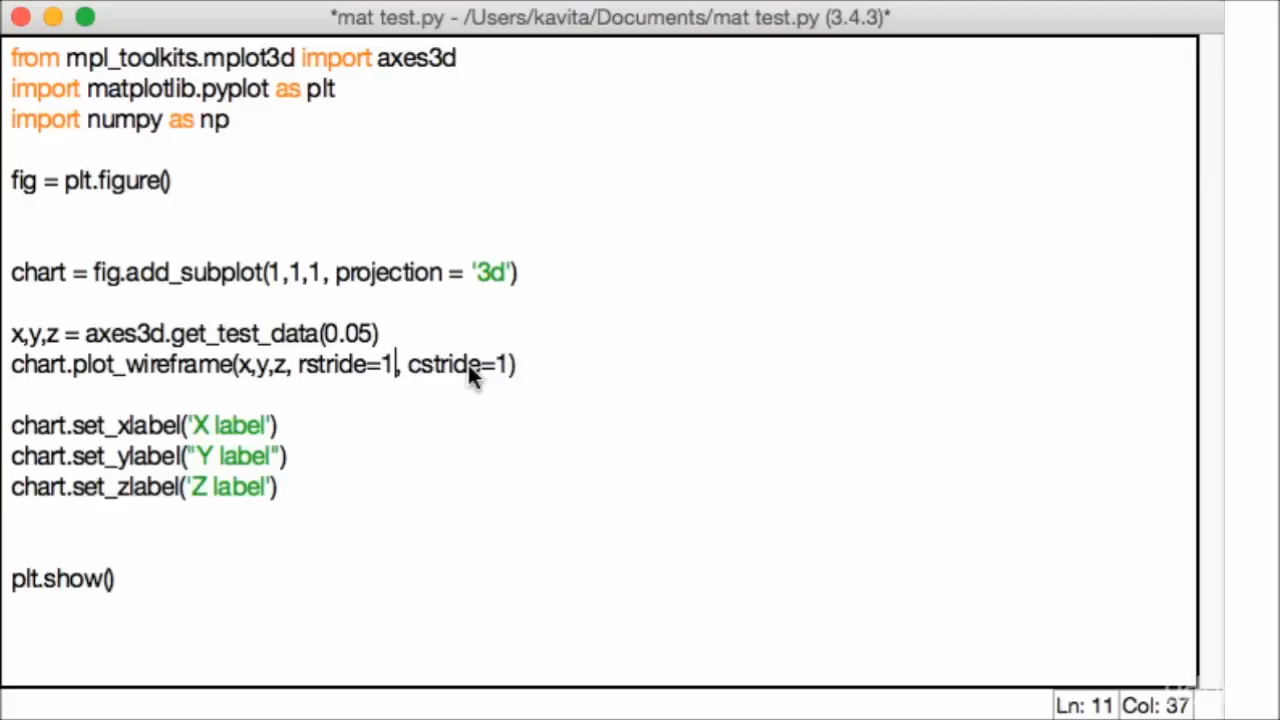 *mat test.py - /Users/kavita/Documents/mat test.py (3.4.3)*
from mpl_toolkits.mplot3d import axes3d
import matplotlib.pyplot as plt
import numpy as np
fig = plt.figure()
chart = fig.add_subplot(1,1,1, projection = '3d')
x,y,z = axes3d.get_test_data(0.05)
chart.plot_wireframe(x,y,z, rstride=1, cstride=1)
chart.set_xlabel('X label')
chart.set_ylabel("Y label")
chart.set_zlabel('Z label')
plt.show()
Ln: 11 Col: 37